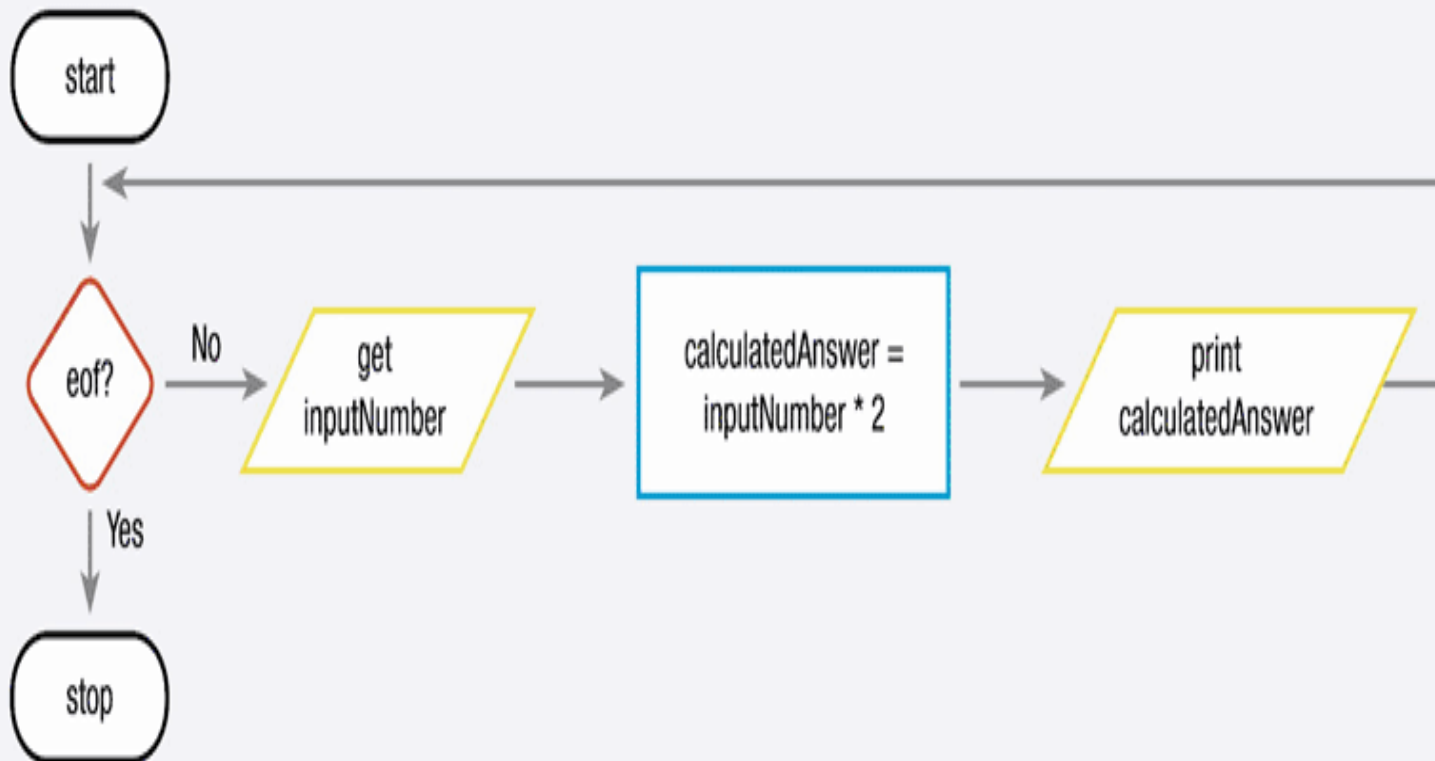 start
eof?
No
get
inputNumber
calculatedAnswer =
inputNumber * 2
print
calculatedAnswer
Yes
stop